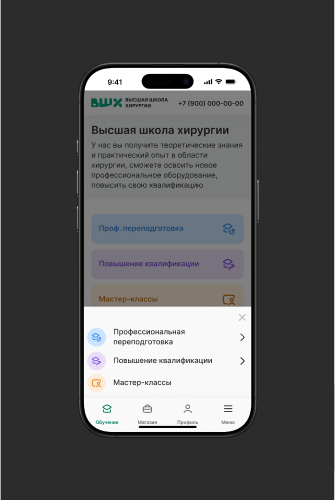 9:41
ВШХ ВЫСШАЯ ШКОЛА
ХИРУРГИИ
+7 (900) 000-00-00
Высшая школа хирургии
У нас вы получите теоретические знания
и практический опыт в области
хирургии, сможете освоить новое
профессиональное оборудование,
повысить свою квалификацию
Проф. переподготовка
Повышение квалификации
Мастер-классы
Профессиональная
переподготовка
Повышение квалификации
Мастер-классы
Обучение
Магазин
Профиль
Меню